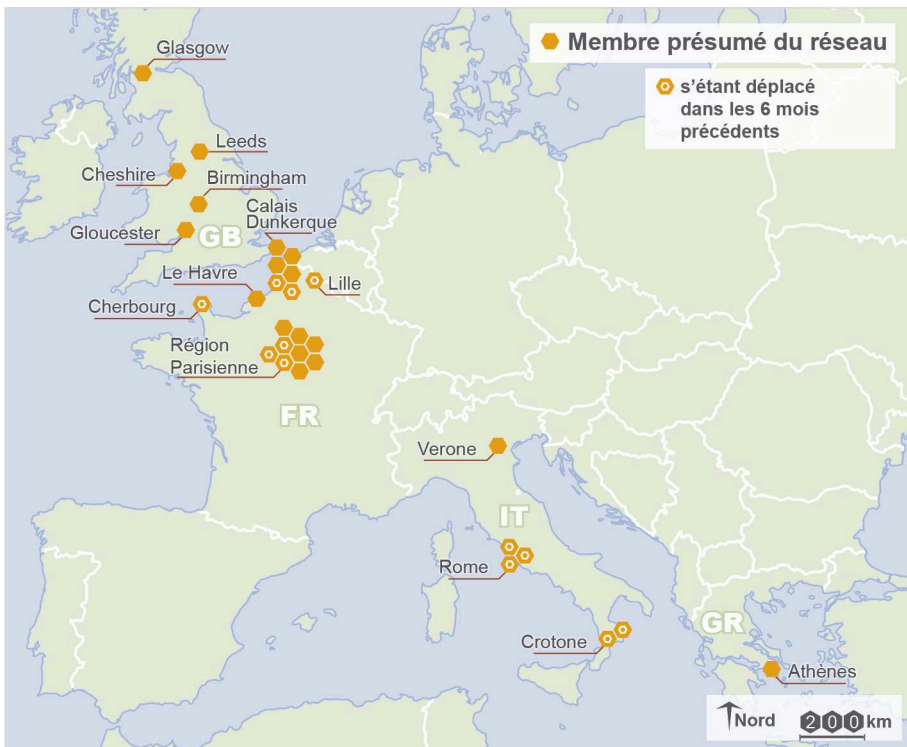 Glasgow
Membre présumé du réseau
s'étant déplacé
dans les 6 mois
précédents
Leeds
Cheshire
Birmingham
Calais
Dunkerque
Gloucester
GB
Le Havre
Lille
Cherbourg
Région
Parisienne
FR
Verone
IT
Rome
GR
Crotone
Athènes
Nord
200 km